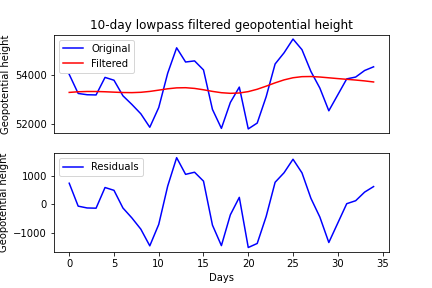 10-day lowpass filtered geopotential height
Geopotential height
54000
52000
Original
Filtered
Geopotential height
1000
0
−1000
Residuals
0
5
10
15
20
25
30
35
Days